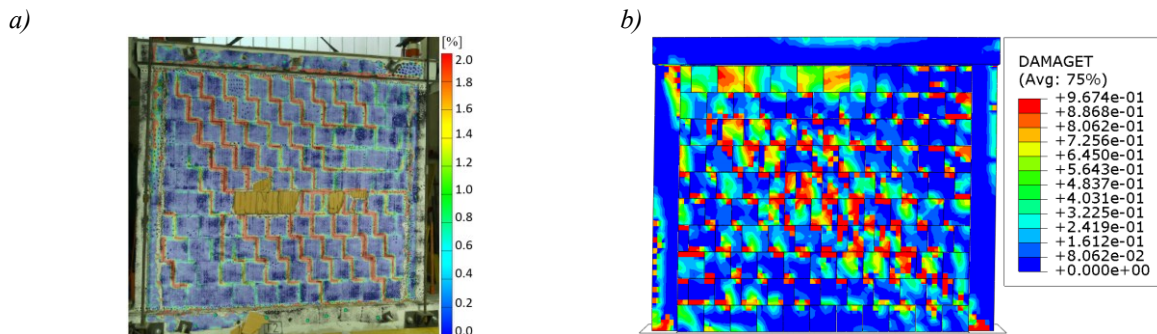 a)
b)
[%]
2.0
1.8
1.6
1.4
1.2
1.0
0.8
0.6
0.4
0.2
0.0
DAMAGET
(Avg: 75%)
+9.674e-01
+8.868e-01
+8.062e-01
+7.256e-01
+6.450e-01
+5.643e-01
+4.837e-01
+4.031e-01
+3.225e-01
+2.419e-01
+1.612e-01
+8.062e-02
+0.000e+00